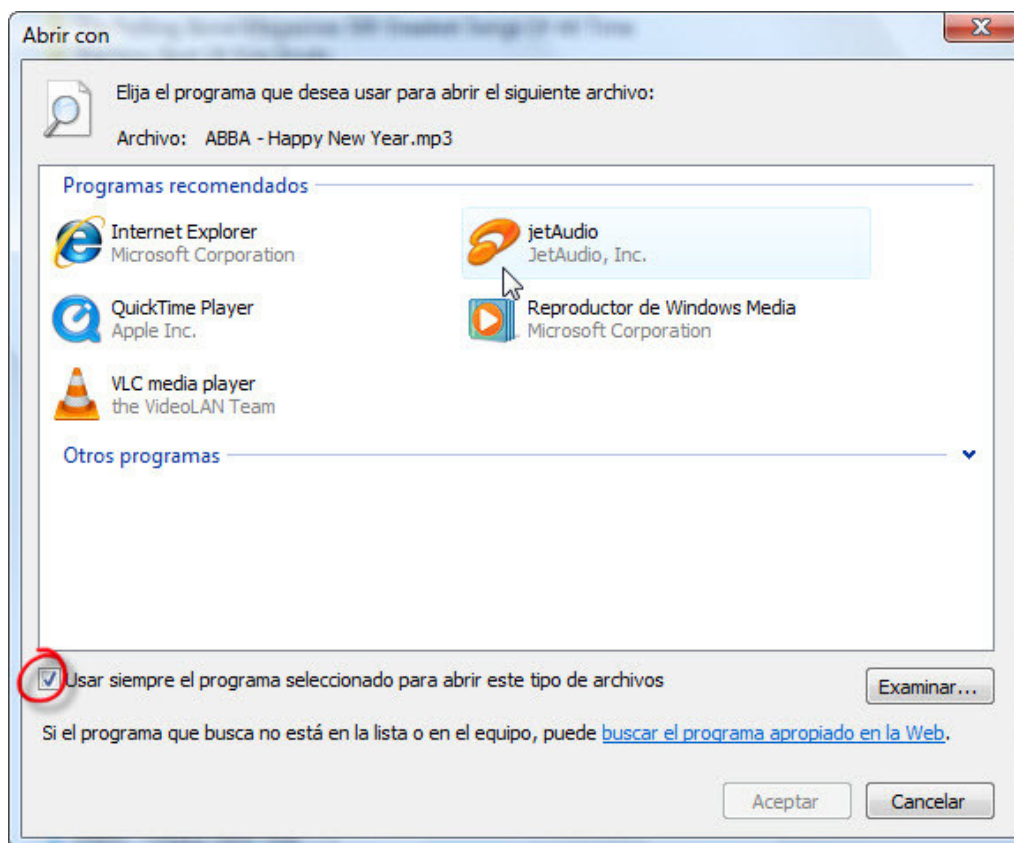 Abrir con
Elija el programa que desea usar para abrir el siguiente archivo:
Archivo: ABBA - Happy New Year.mp3
Programas recomendados
Internet Explorer
Microsoft Corporation
jetAudio
JetAudio, Inc.
QuickTime Player
Apple Inc.
Reproductor de Windows Media
Microsoft Corporation
VLC media player
the VideoLAN Team
Otros programas
Usar siempre el programa seleccionado para abrir este tipo de archivos
Examinar...
Si el programa que busca no está en la lista o en el equipo, puede buscar el programa apropiado en la Web.
Aceptar
Cancelar